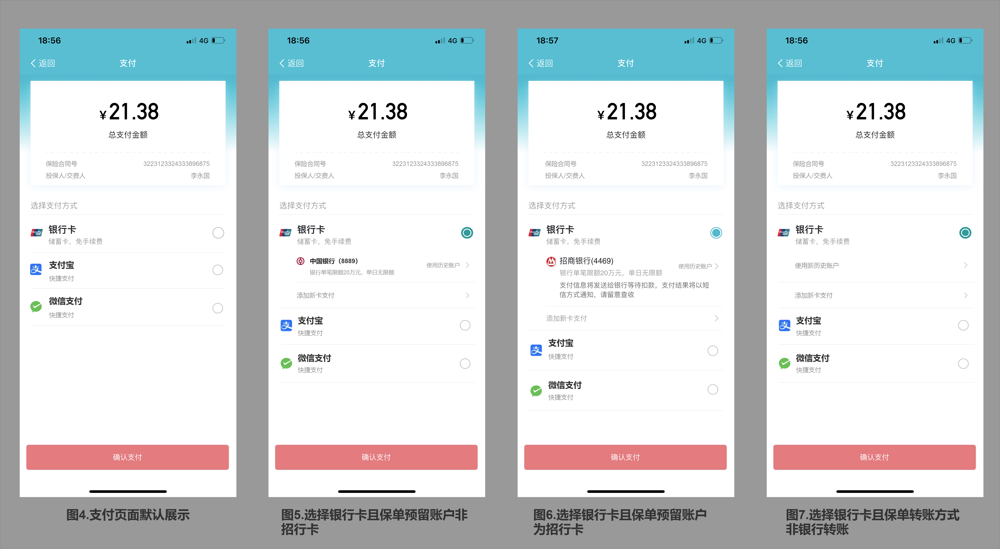 18:56
4G
返回
支付
¥21.38
总支付金额
保险合同号 3223123324333896875
投保人/交费人 李永国
选择支付方式
UnionPay 银联
银行卡
储蓄卡，免手续费
支付宝
快捷支付
微信支付
快捷支付
确认支付
图4.支付页面默认展示
18:56
4G
返回
支付
¥21.38
总支付金额
保险合同号 3223123324333896875
投保人/交费人 李永国
选择支付方式
UnionPay 银联
银行卡
储蓄卡，免手续费
中国银行（8889）
银行单笔限额20万元，单日无限额
使用历史账户
添加新卡支付
支付宝
快捷支付
微信支付
快捷支付
确认支付
图5.选择银行卡且保单预留账户非
招行卡
18:57
4G
返回
支付
¥21.38
总支付金额
保险合同号 3223123324333896875
投保人/交费人 李永国
选择支付方式
UnionPay 银联
银行卡
储蓄卡，免手续费
招商银行(4469)
银行单笔限额20万元，单日无限额
使用历史账户
支付信息将发送给银行等待扣款，支付结果将以短
信方式通知，请留意查收
添加新卡支付
支付宝
快捷支付
微信支付
快捷支付
确认支付
图6.选择银行卡且保单预留账户
为招行卡
18:56
4G
返回
支付
¥21.38
总支付金额
保险合同号 3223123324333896875
投保人/交费人 李永国
选择支付方式
UnionPay 银联
银行卡
储蓄卡，免手续费
使用新历史账户
添加新卡支付
支付宝
快捷支付
微信支付
快捷支付
确认支付
图7.选择银行卡且保单转账方式
非银行转账